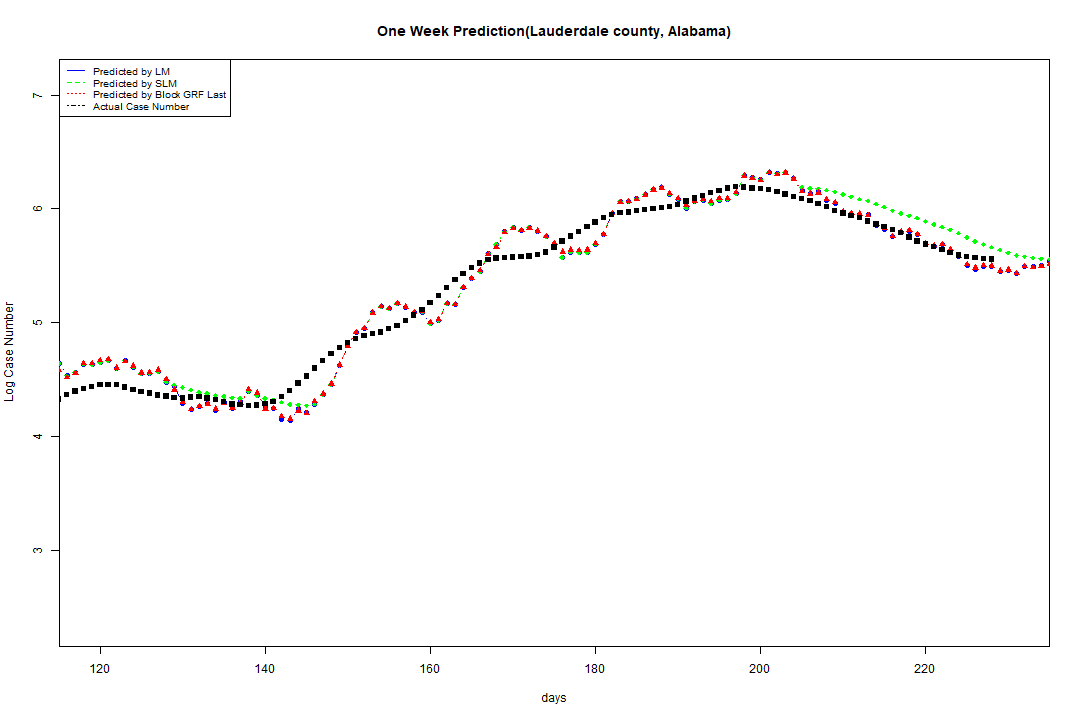 One Week Prediction(Lauderdale county, Alabama)
Predicted by LM
Predicted by SLM
Predicted by Block GRF Last
Actual Case Number
7
6
5
4
3
Log Case Number
120 140 160 180 200 220
days